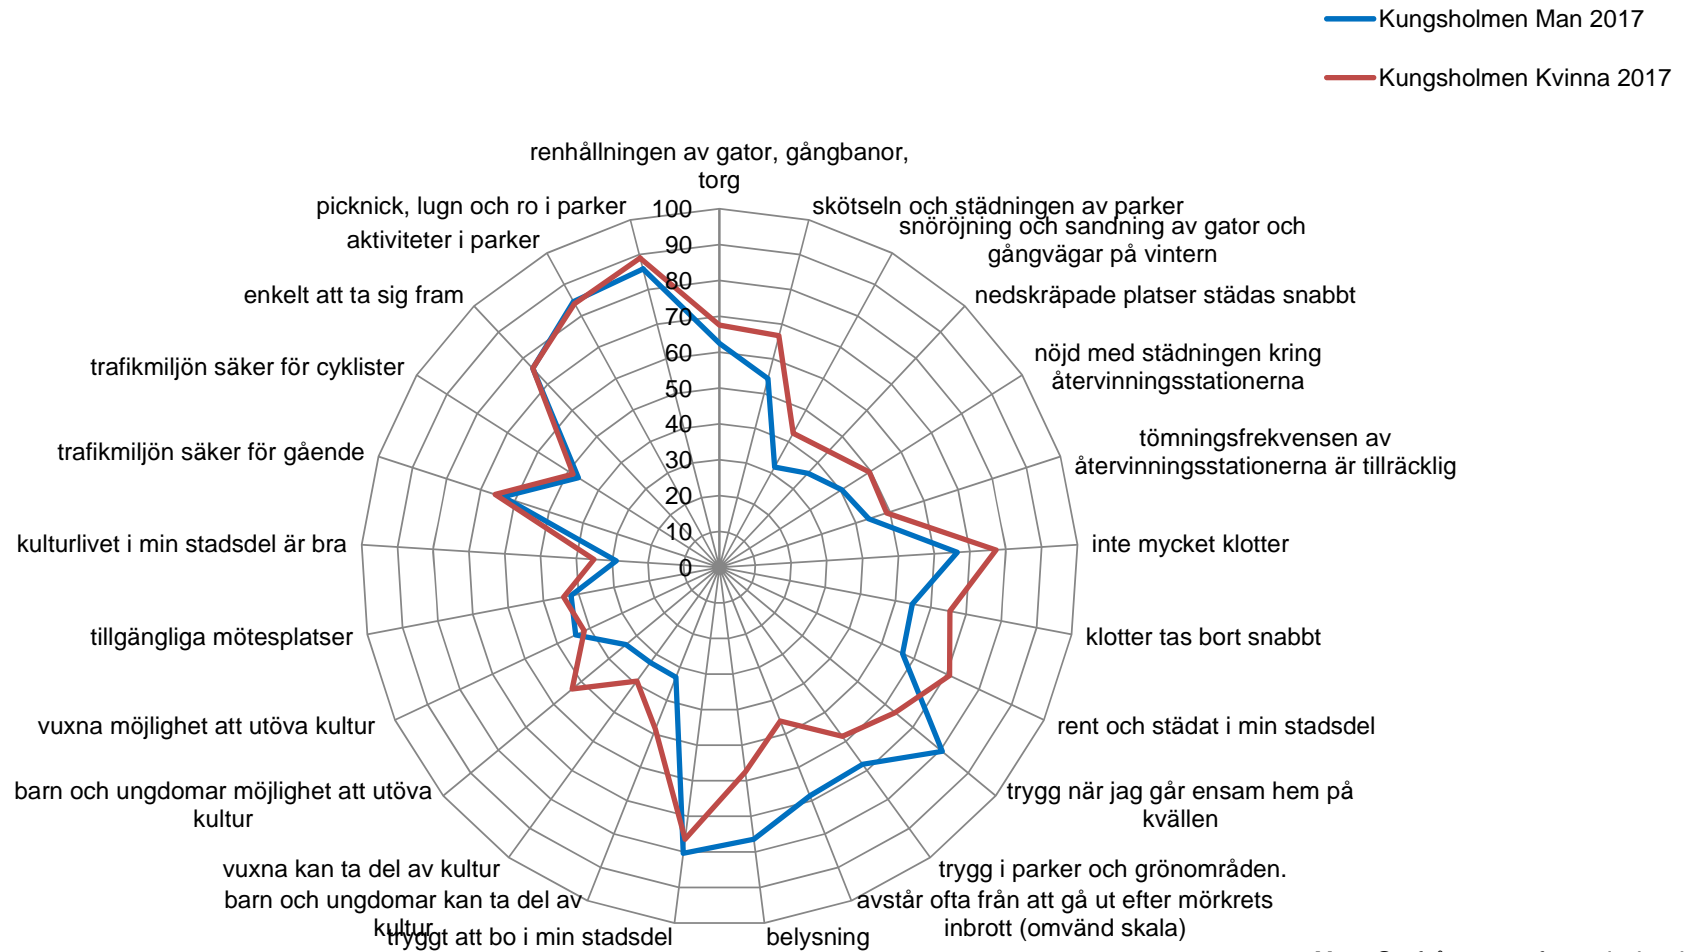 Kungsholmen Man 2017
Kungsholmen Kvinna 2017
renhållningen av gator, gångbanor,
torg
picknick, lugn och ro i parker
skötseln och städningen av parker
aktiviteter i parker
snöröjning och sandning av gator och
gångvägar på vintern
enkelt att ta sig fram
nedskräpade platser städas snabbt
trafikmiljön säker för cyklister
nöjd med städningen kring
återvinningsstationerna
trafikmiljön säker för gående
tömningsfrekvensen av
återvinningsstationerna är tillräcklig
kulturlivet i min stadsdel är bra
inte mycket klotter
tillgängliga mötesplatser
klotter tas bort snabbt
vuxna möjlighet att utöva kultur
rent och städat i min stadsdel
barn och ungdomar möjlighet att utöva
kultur
trygg när jag går ensam hem på
kvällen
vuxna kan ta del av kultur
trygg i parker och grönområden.
barn och ungdomar kan ta del av
kultur
avstår ofta från att gå ut efter mörkrets
inbrott (omvänd skala)
tryggt att bo i min stadsdel
belysning
100
90
80
70
60
50
40
30
20
10
0